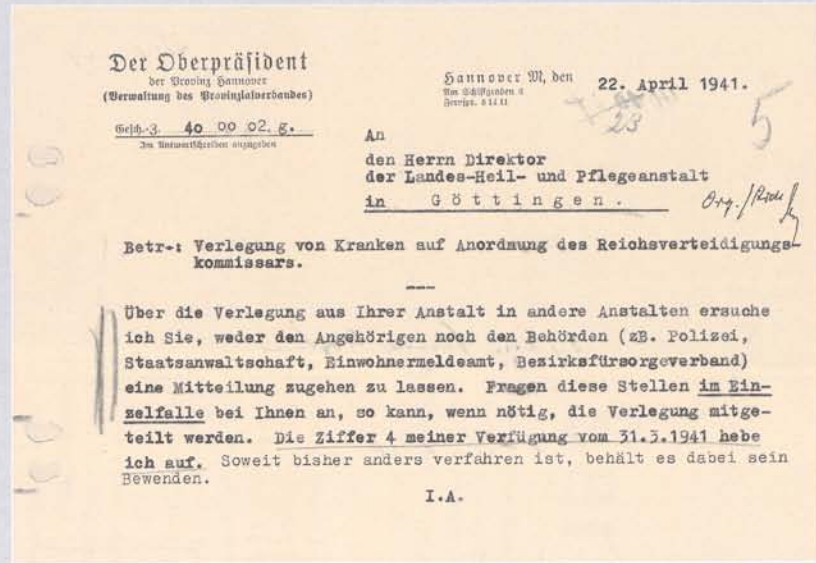 Der Oberpräsident
der Provinz Hannover
(Verwaltung des Provinzialverbandes)
Gesch.-Z. 40 00 02. g.
Im Antwortschreiben anzugeben
Hannover M, den 22. April 1941.
Am Schiffgraben
Fernspr.
23
5
An
den Herrn Direktor
der Landes-Heil- und Pflegeanstalt
in Göttingen.
Org./
Betr.: Verlegung von Kranken auf Anordnung des Reichsverteidigungs-
kommissars.
Über die Verlegung aus Ihrer Anstalt in andere Anstalten ersuche
ich Sie, weder den Angehörigen noch den Behörden (zB. Polizei,
Staatsanwaltschaft, Einwohnermeldeamt, Bezirksfürsorgeverband)
eine Mitteilung zugehen zu lassen. Fragen diese Stellen im Ein-
zelfalle bei Ihnen an, so kann, wenn nötig, die Verlegung mitge-
teilt werden. Die Ziffer 4 meiner Verfügung vom 31.3.1941 hebe
ich auf. Soweit bisher anders verfahren ist, behält es dabei sein
Bewenden.
I.A.